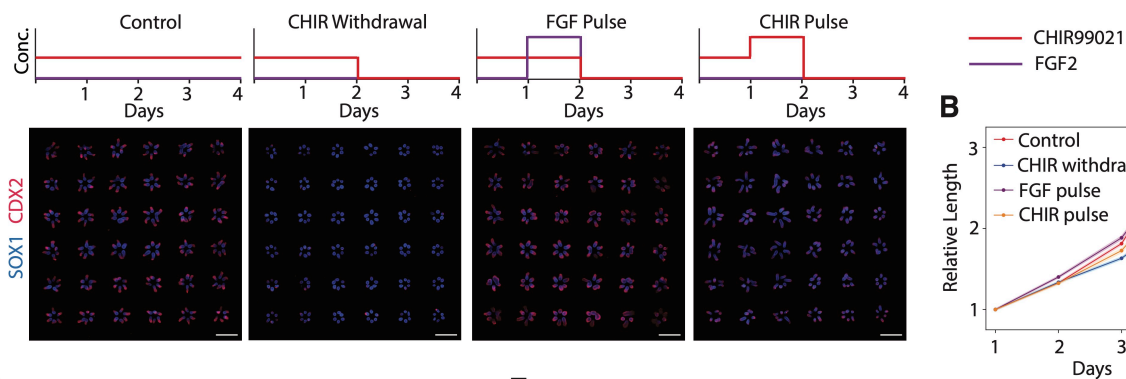 Control
CHIR Withdrawal
FGF Pulse
CHIR Pulse
Conc.
1 2 3 4
Days
1 2 3 4
Days
1 2 3 4
Days
1 2 3 4
Days
CHIR99021
FGF2
SOX1 CDX2
B
Relative Length
3
2
1
Control
CHIR withdra
FGF pulse
CHIR pulse
1 2 3
Days